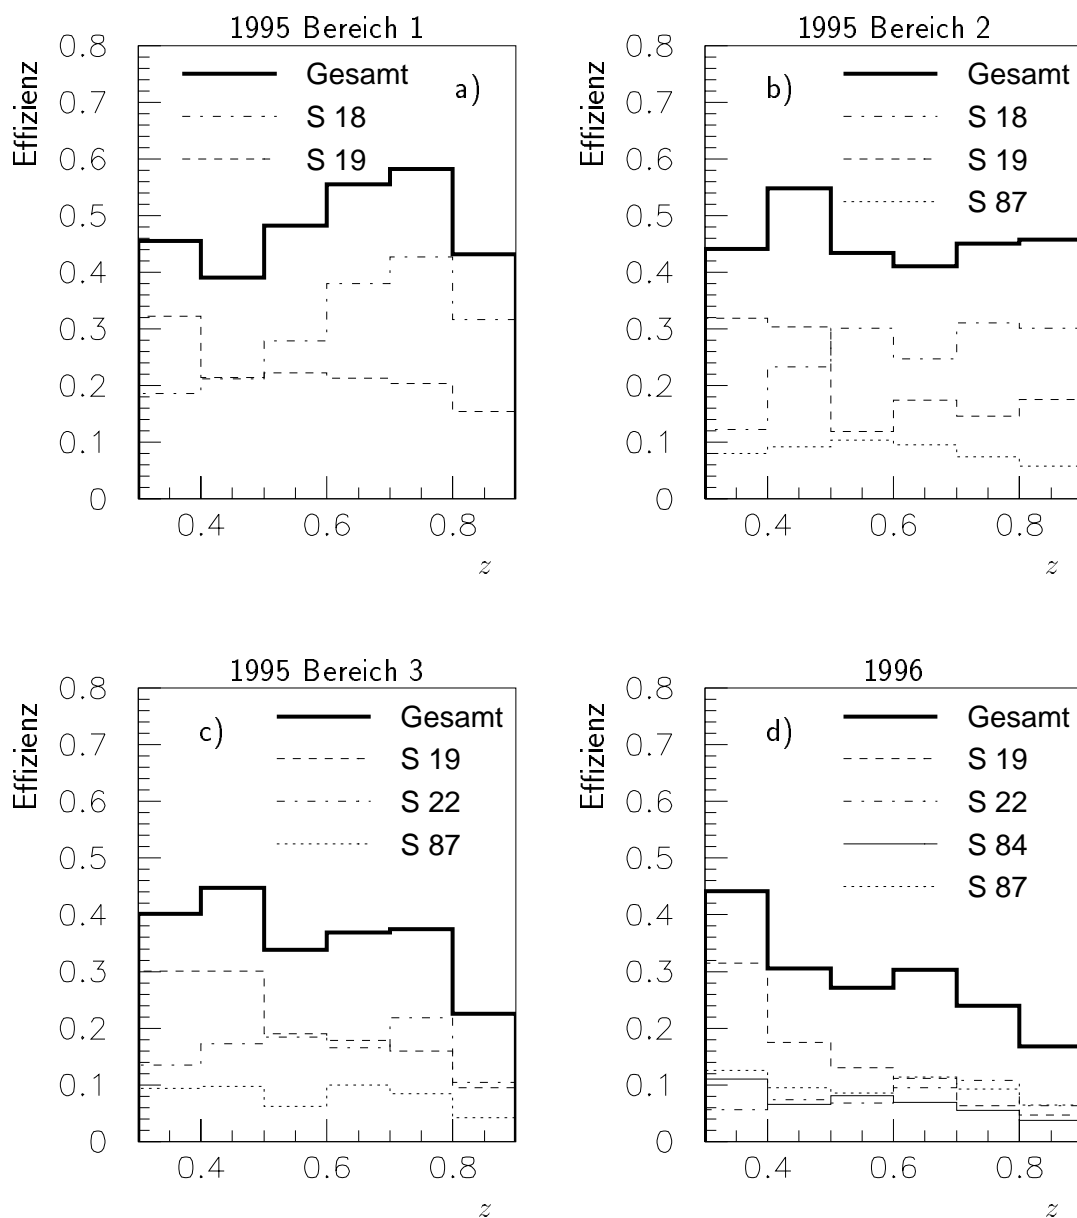 1995 Bereich 1
Effizienz
0.8
0.7
0.6
0.5
0.4
0.3
0.2
0.1
0
Gesamt
S 18
S 19
a)
0.4 0.6 0.8
z
1995 Bereich 2
Effizienz
0.8
0.7
0.6
0.5
0.4
0.3
0.2
0.1
0
b)
Gesamt
S 18
S 19
S 87
0.4 0.6 0.8
z
1995 Bereich 3
Effizienz
0.8
0.7
0.6
0.5
0.4
0.3
0.2
0.1
0
c)
Gesamt
S 19
S 22
S 87
0.4 0.6 0.8
z
1996
Effizienz
0.8
0.7
0.6
0.5
0.4
0.3
0.2
0.1
0
d)
Gesamt
S 19
S 22
S 84
S 87
0.4 0.6 0.8
z